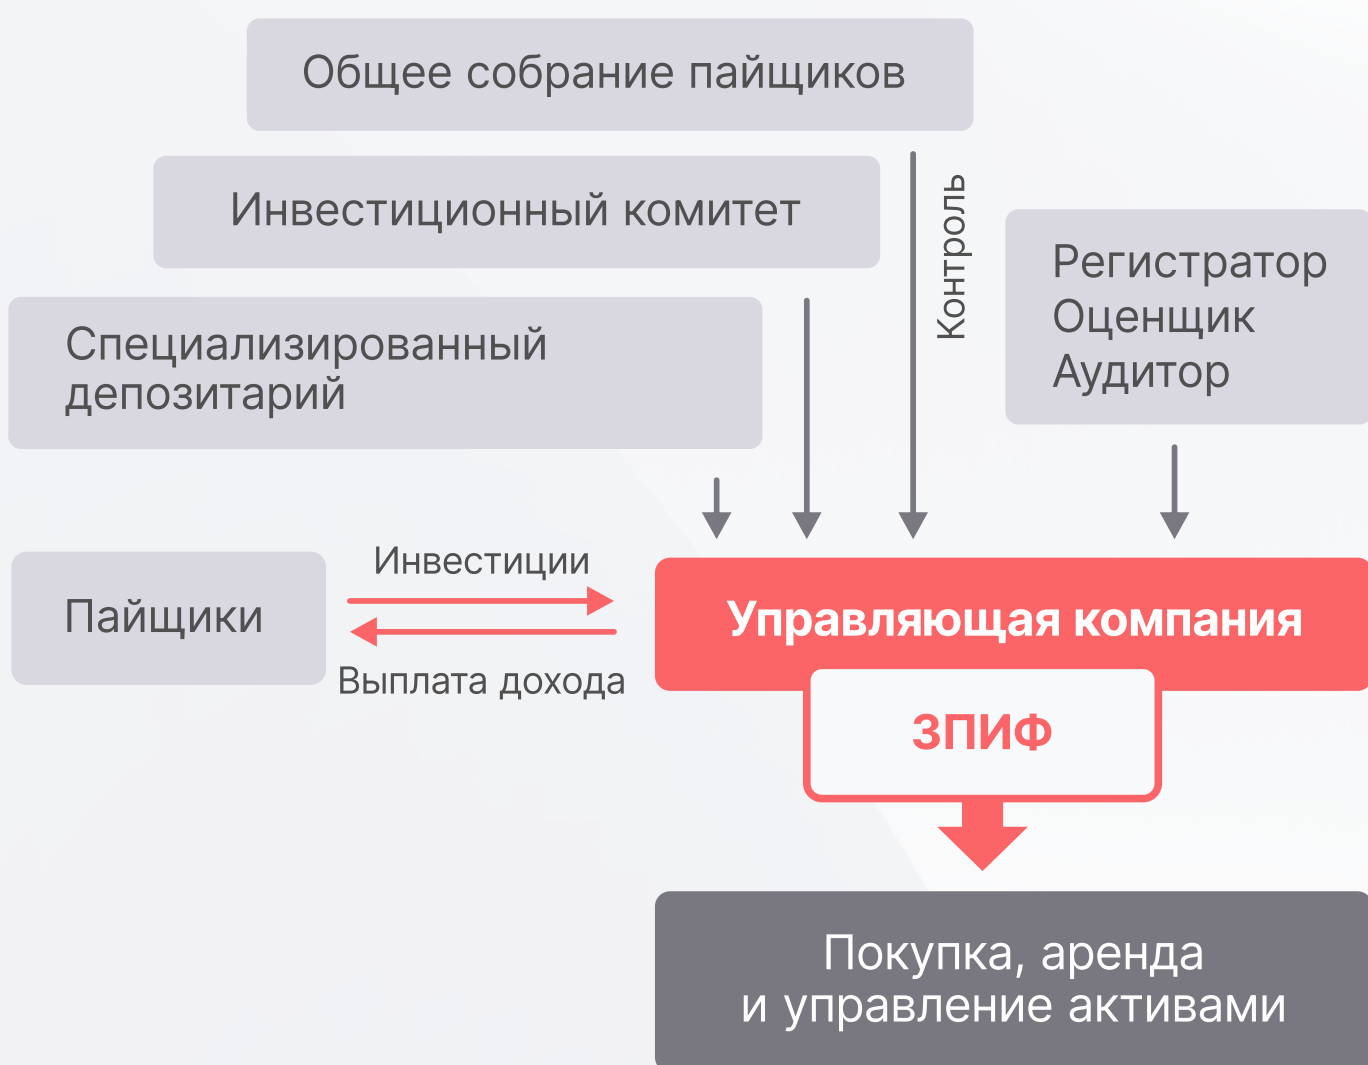 Общее собрание пайщиков
Инвестиционный комитет
Контроль
Регистратор
Оценщик
Аудитор
Специализированный
депозитарий
Инвестиции
Пайщики
Выплата дохода
Управляющая компания
ЗПИФ
Покупка, аренда
и управление активами